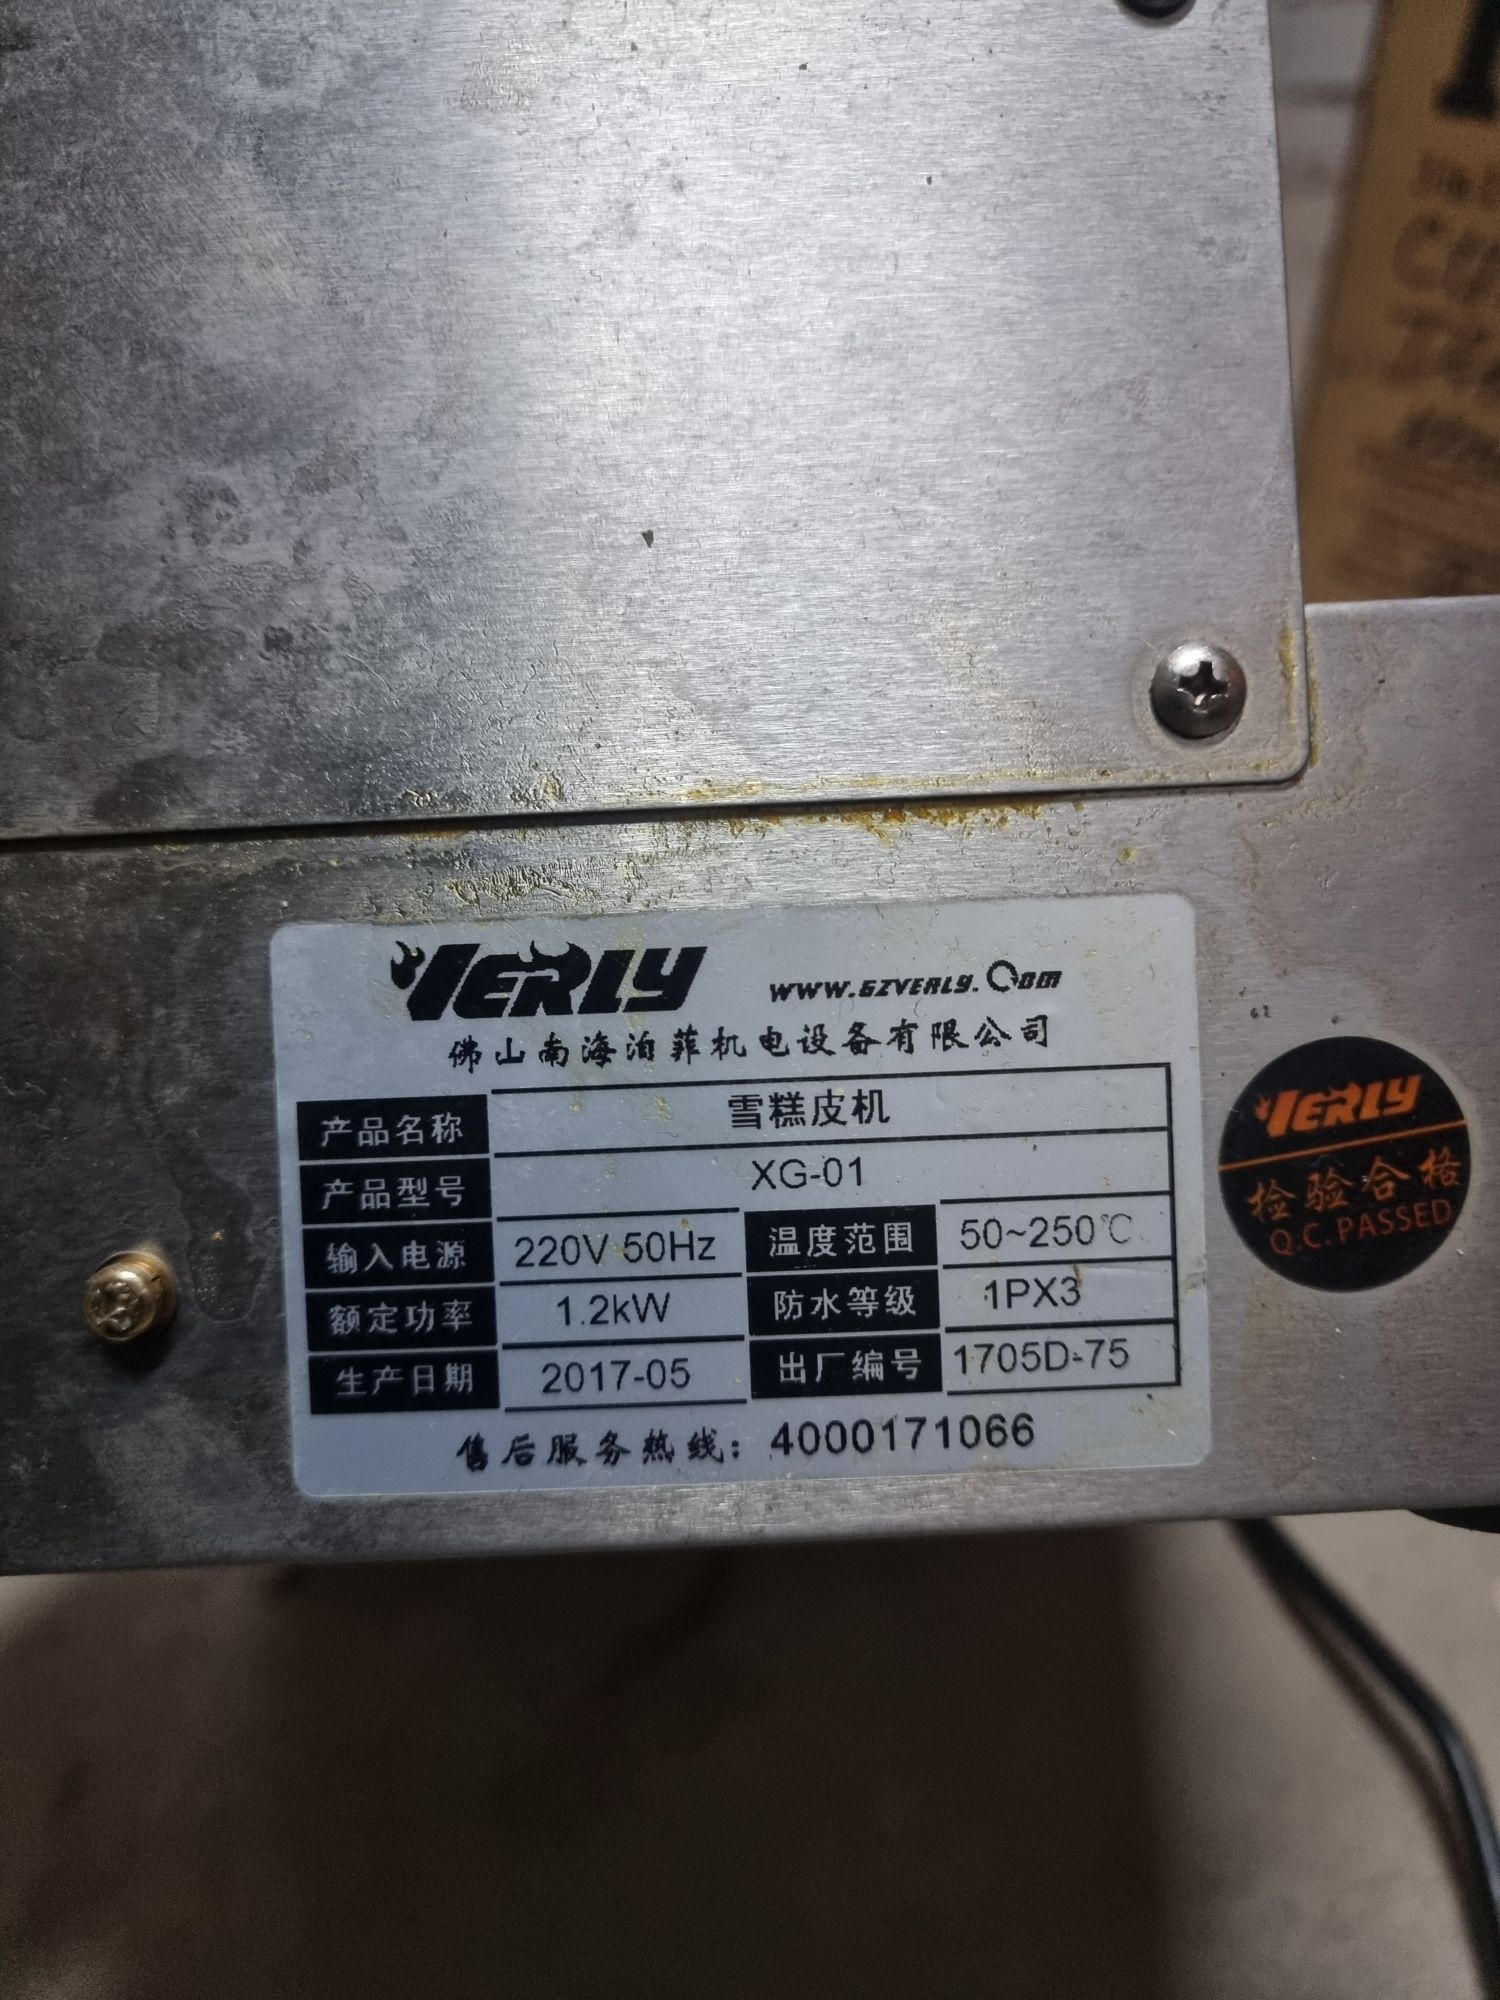 VERLY www.GZVERLY.Com
佛山南海泊菲机电设备有限公司
产品名称 雪糕皮机
产品型号 XG-01
输入电源 220V 50Hz 温度范围 50~250℃
额定功率 1.2kW 防水等级 1PX3
生产日期 2017-05 出厂编号 1705D-75
售后服务热线：4000171066
VERLY
检验合格
Q.C.PASSED